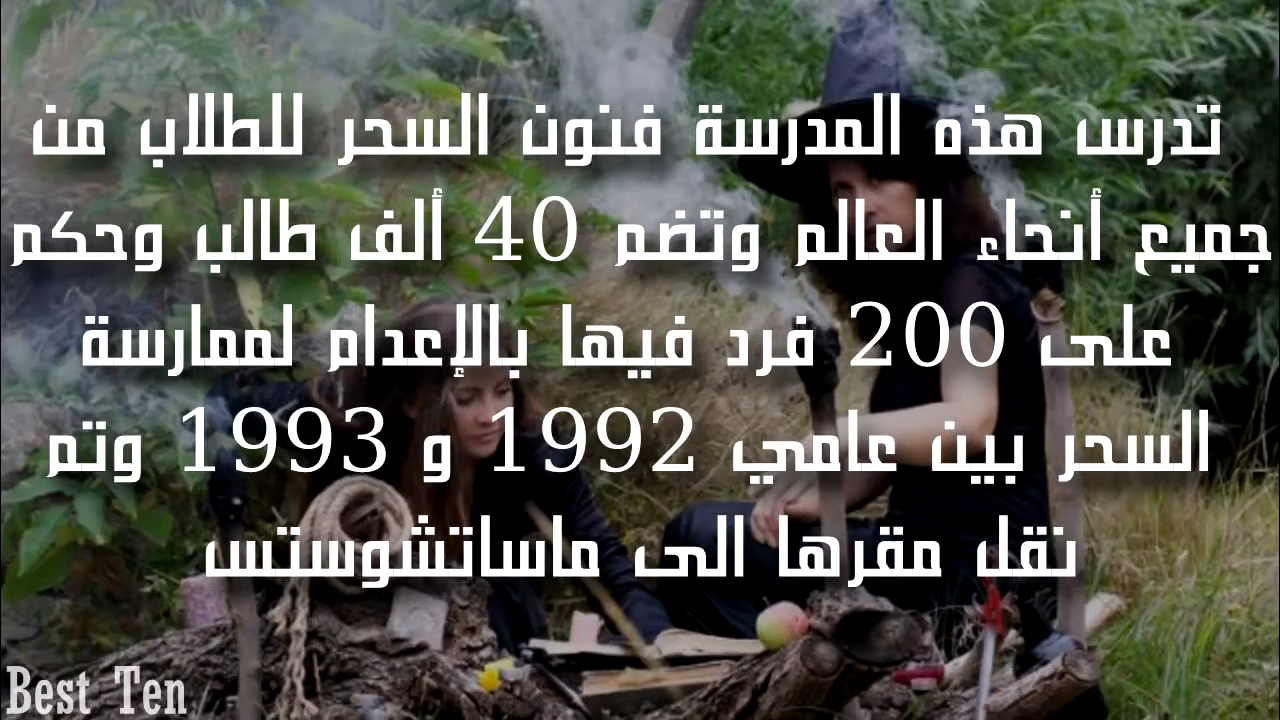 تدرس هذه المدرسة فنون السحر للطلاب من
جميع أنحاء العالم وتضم 40 ألف طالب وحكم
على 200 فرد فيها بالإعدام لممارسة
السحر بين عامي 1992 و 1993 وتم
نقل مقرها الى ماساتشوستس
Best Ten